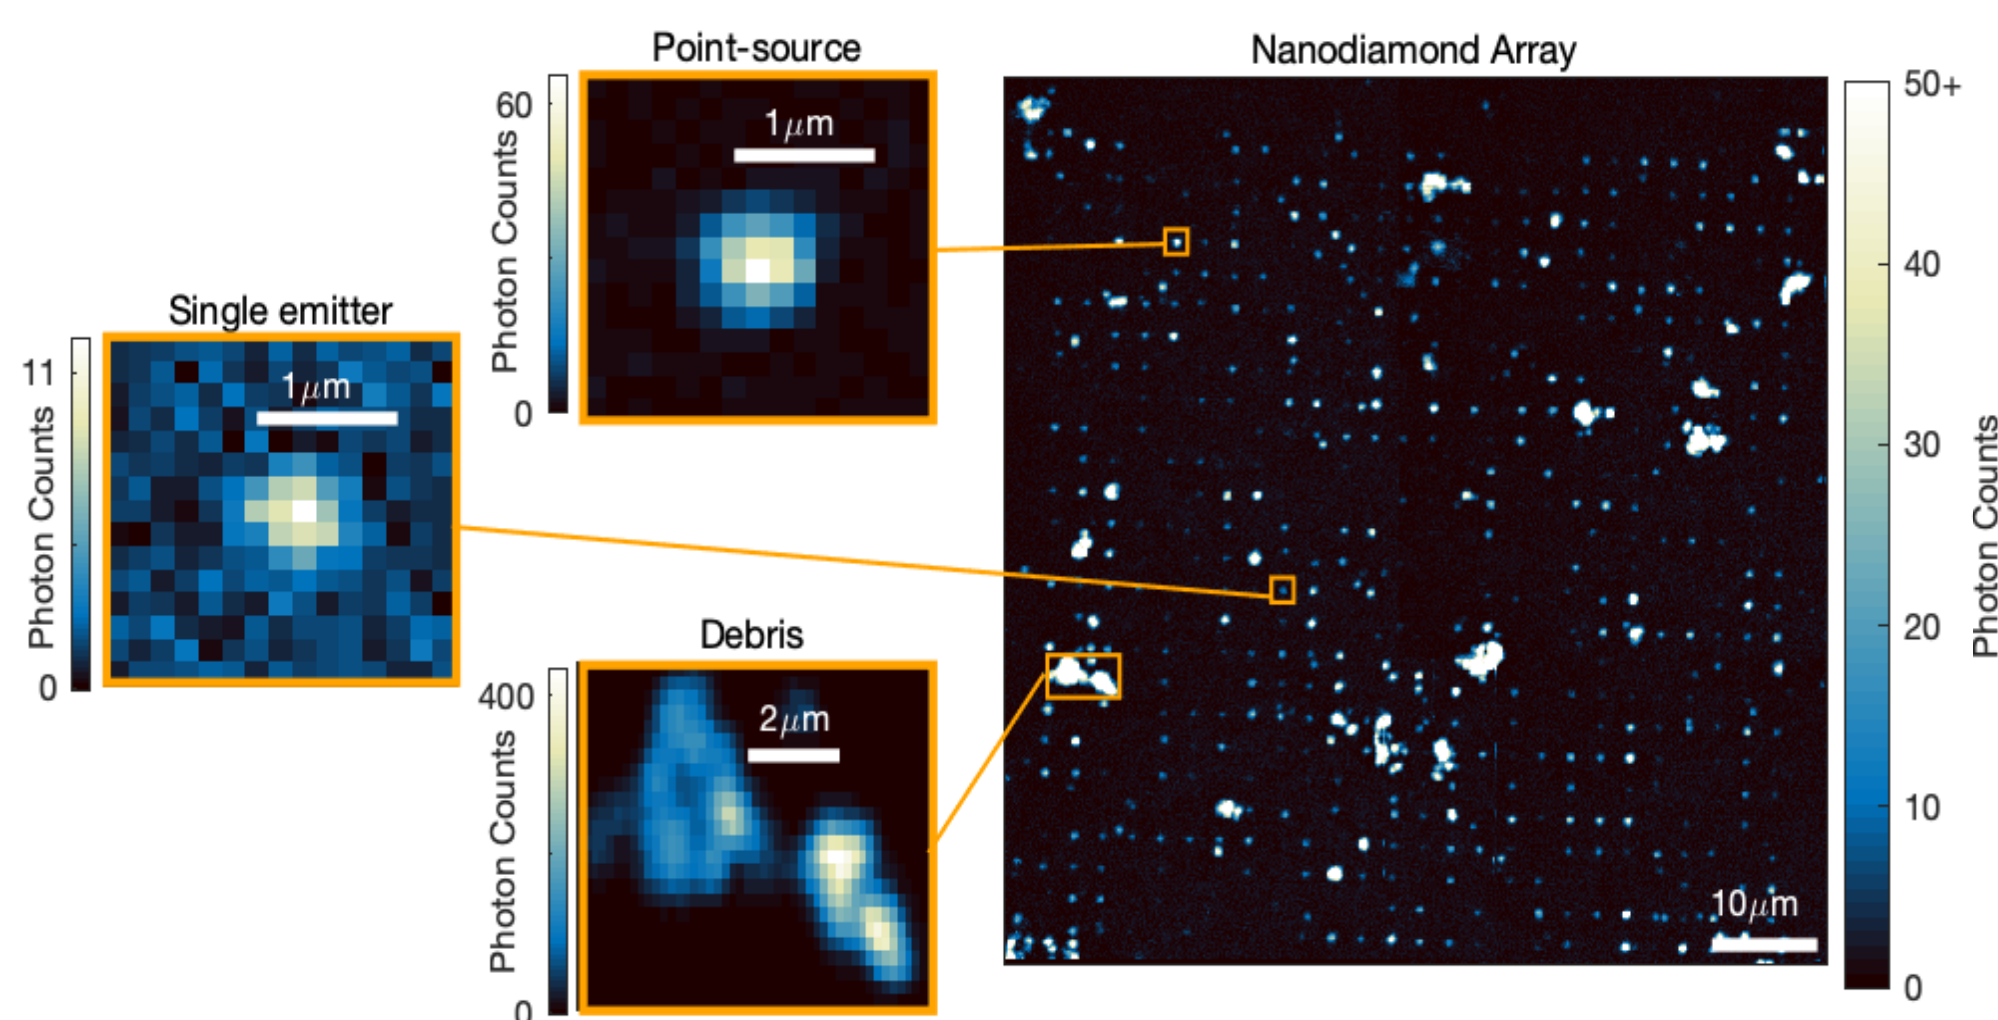 Single emitter
11
Photon Counts
0
1μm
Point-source
60
Photon Counts
0
1μm
Debris
400
Photon Counts
0
2μm
Nanodiamond Array
10μm
50+
40
30
20
10
0
Photon Counts